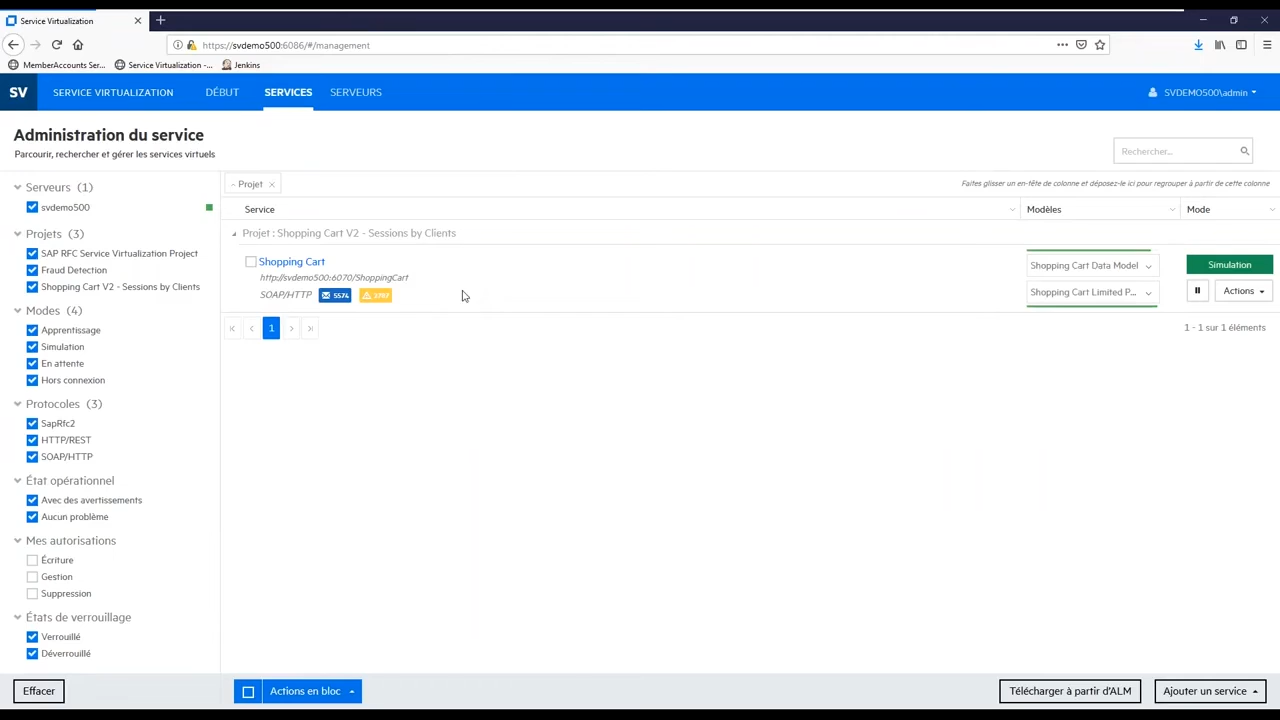 Service Virtualization
https://svdemo500:6086/#/management
MemberAccounts Ser...
Service Virtualization -...
Jenkins
SV
SERVICE VIRTUALIZATION
DÉBUT
SERVICES
SERVEURS
SVDEMO500\admin
Administration du service
Parcourir, rechercher et gérer les services virtuels
Rechercher...
Serveurs (1)
svdemo500
Projets (3)
SAP RFC Service Virtualization Project
Fraud Detection
Shopping Cart V2 - Sessions by Clients
Modes (4)
Apprentissage
Simulation
En attente
Hors connexion
Protocoles (3)
SapRfc2
HTTP/REST
SOAP/HTTP
État opérationnel
Avec des avertissements
Aucun problème
Mes autorisations
Écriture
Gestion
Suppression
États de verrouillage
Verrouillé
Déverrouillé
Effacer
Projet
Faites glisser un en-tête de colonne et déposez-le ici pour regrouper à partir de cette colonne
Service
Modèles
Mode
Projet : Shopping Cart V2 - Sessions by Clients
Shopping Cart
http://svdemo500:6070/ShoppingCart
SOAP/HTTP
5574
Shopping Cart Data Model
Shopping Cart Limited P...
Simulation
Actions
1
1 - 1 sur 1 éléments
Actions en bloc
Télécharger à partir d'ALM
Ajouter un service